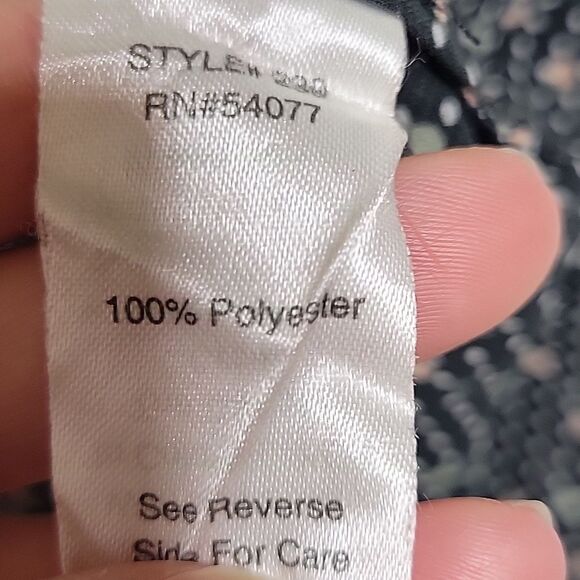 STYLE#
RN#54077
100% Polyester
See Reverse
Side For Care